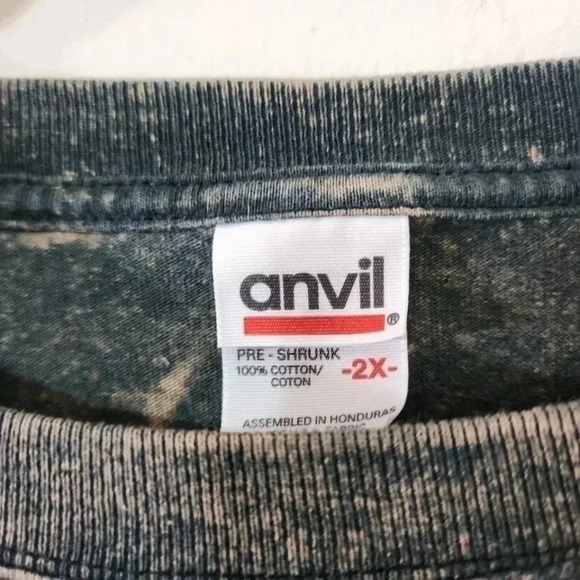 anvil®
PRE - SHRUNK
100% COTTON/
COTON
-2X-
ASSEMBLED IN HONDURAS